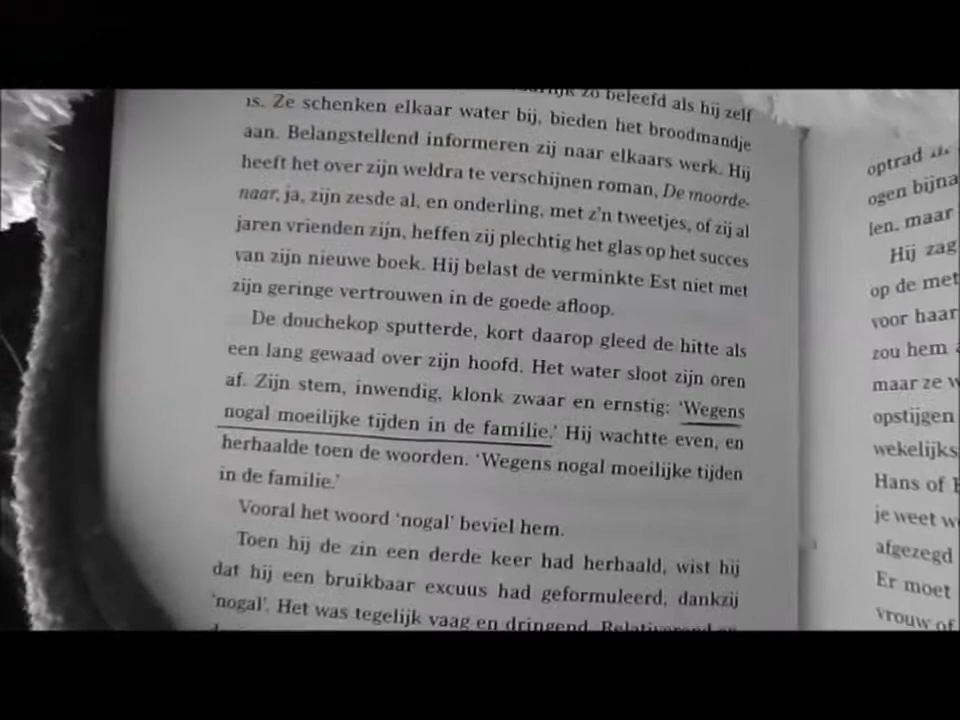 zo beleefd als hij zelf
is. Ze schenken elkaar water bij, bieden het broodmandje
aan. Belangstellend informeren zij naar elkaars werk. Hij
heeft het over zijn weldra te verschijnen roman, De moorde-
naar, ja, zijn zesde al, en onderling, met z'n tweetjes, of zij al
jaren vrienden zijn, heffen zij plechtig het glas op het succes
van zijn nieuwe boek. Hij belast de verminkte Est niet met
zijn geringe vertrouwen in de goede afloop.
De douchekop sputterde, kort daarop gleed de hitte als
een lang gewaad over zijn hoofd. Het water sloot zijn oren
af. Zijn stem, inwendig, klonk zwaar en ernstig: 'Wegens
nogal moeilijke tijden in de familie.' Hij wachtte even, en
herhaalde toen de woorden. 'Wegens nogal moeilijke tijden
in de familie.'
Vooral het woord 'nogal' beviel hem.
Toen hij de zin een derde keer had herhaald, wist hij
dat hij een bruikbaar excuus had geformuleerd, dankzij
'nogal'. Het was tegelijk vaag en dringend.
optrad
ogen bijna
len, maar
Hij zag
op de met
voor haar
zou hem
maar ze
opstijgen
wekelijks
Hans of
je weet
afgezegd
Er moet
vrouw of